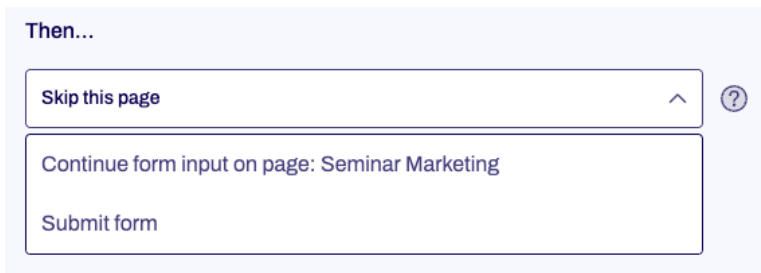 Then...
Skip this page
?
Continue form input on page: Seminar Marketing
Submit form